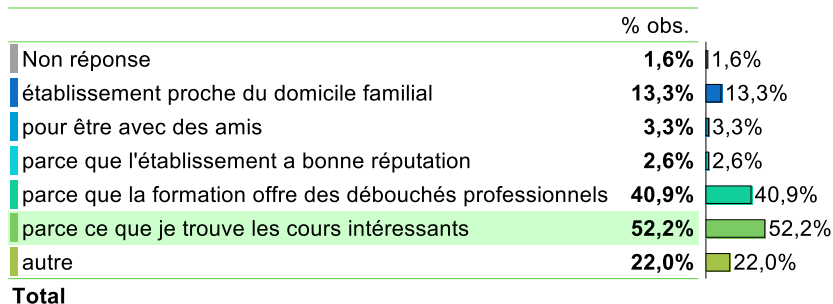 % obs.
Non réponse 1,6% 1,6%
établissement proche du domicile familial 13,3% 13,3%
pour être avec des amis 3,3% 3,3%
parce que l'établissement a bonne réputation 2,6% 2,6%
parce que la formation offre des débouchés professionnels 40,9% 40,9%
parce ce que je trouve les cours intéressants 52,2% 52,2%
autre 22,0% 22,0%
Total